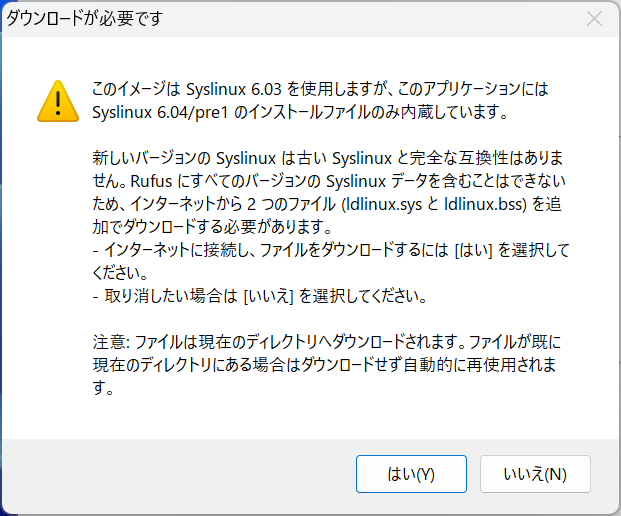 ダウンロードが必要です
このイメージは Syslinux 6.03 を使用しますが、このアプリケーションには
Syslinux 6.04/pre1 のインストールファイルのみ内蔵しています。
新しいバージョンの Syslinux は古い Syslinux と完全な互換性はありま
せん。Rufus にすべてのバージョンの Syslinux データを含むことはできない
ため、インターネットから 2 つのファイル (ldlinux.sys と ldlinux.bss) を追
加でダウンロードする必要があります。
- インターネットに接続し、ファイルをダウンロードするには [はい] を選択して
ください。
- 取り消したい場合は [いいえ] を選択してください。
注意: ファイルは現在のディレクトリへダウンロードされます。ファイルが既に
現在のディレクトリにある場合はダウンロードせず自動的に再使用されま
す。
はい(Y)
いいえ(N)